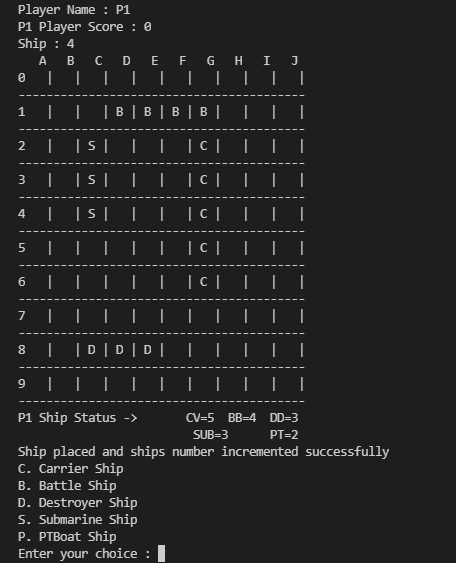 Player Name : P1
P1 Player Score : 0
Ship : 4
   A  B  C  D  E  F  G  H  I  J
0  |  |  |  |  |  |  |  |  |  |
-----------------------------------------
1  |  |  | B | B | B | B |  |  |  |
-----------------------------------------
2  |  | S |  |  |  | C |  |  |  |
-----------------------------------------
3  |  | S |  |  |  | C |  |  |  |
-----------------------------------------
4  |  | S |  |  |  | C |  |  |  |
-----------------------------------------
5  |  |  |  |  |  | C |  |  |  |
-----------------------------------------
6  |  |  |  |  |  | C |  |  |  |
-----------------------------------------
7  |  |  |  |  |  |  |  |  |  |
-----------------------------------------
8  |  | D | D | D |  |  |  |  |  |
-----------------------------------------
9  |  |  |  |  |  |  |  |  |  |
-----------------------------------------
P1 Ship Status ->       CV=5  BB=4  DD=3
                         SUB=3      PT=2
Ship placed and ships number incremented successfully
C. Carrier Ship
B. Battle Ship
D. Destroyer Ship
S. Submarine Ship
P. PTBoat Ship
Enter your choice :